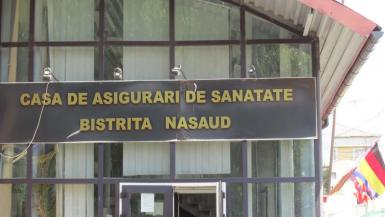 CASA DE ASIGURARI DE SANATATE
BISTRITA NASAUD